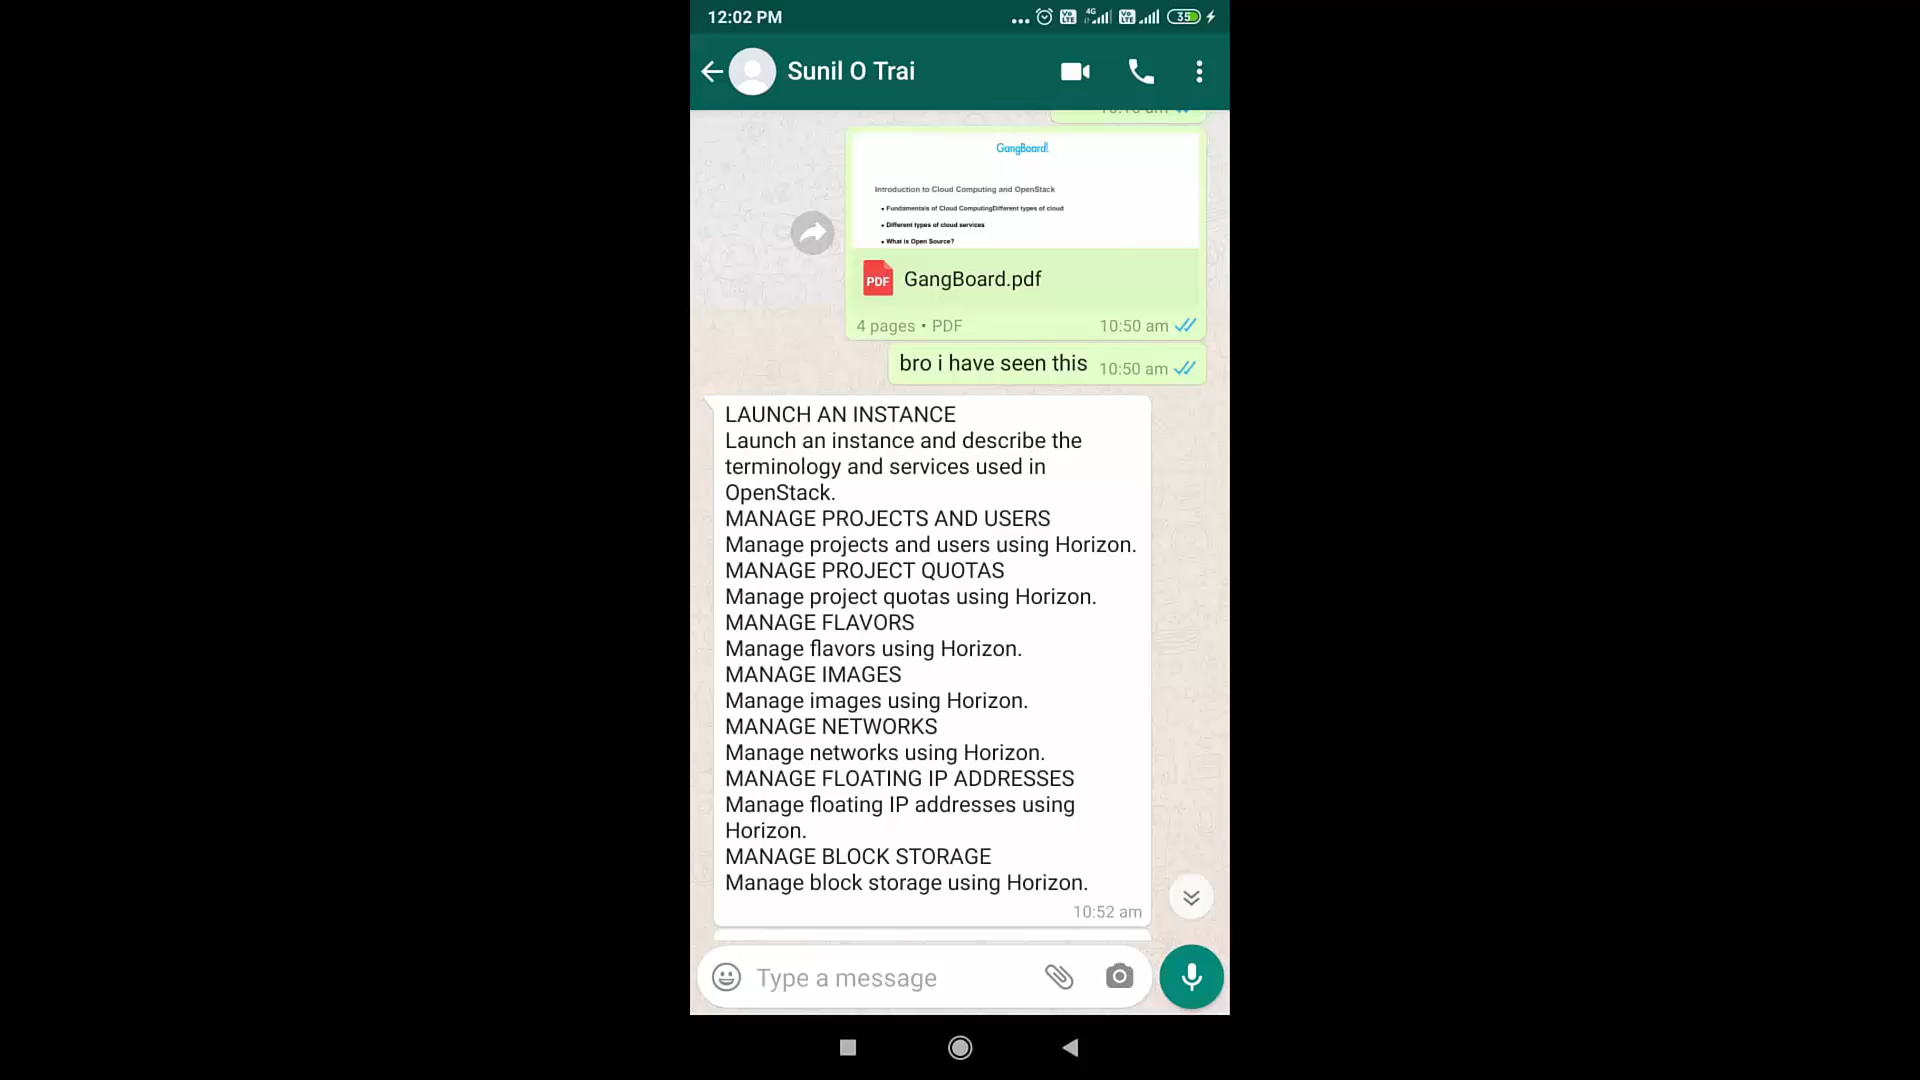 12:02 PM
4G
35
Sunil O Trai
GangBoard!
Introduction to Cloud Computing and OpenStack
• Fundamentals of Cloud ComputingDifferent types of cloud
• Different types of cloud services
• What is Open Source?
PDF
GangBoard.pdf
4 pages • PDF
10:50 am
bro i have seen this
10:50 am
LAUNCH AN INSTANCE
Launch an instance and describe the
terminology and services used in
OpenStack.
MANAGE PROJECTS AND USERS
Manage projects and users using Horizon.
MANAGE PROJECT QUOTAS
Manage project quotas using Horizon.
MANAGE FLAVORS
Manage flavors using Horizon.
MANAGE IMAGES
Manage images using Horizon.
MANAGE NETWORKS
Manage networks using Horizon.
MANAGE FLOATING IP ADDRESSES
Manage floating IP addresses using
Horizon.
MANAGE BLOCK STORAGE
Manage block storage using Horizon.
10:52 am
Type a message